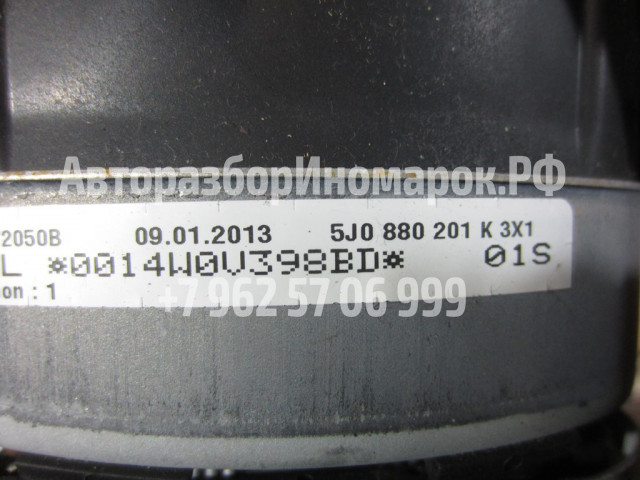 АвторазборИномарок.РФ
2050B 09.01.2013 5J0 880 201 K 3X1
L *0014W0V398BD* 01S
on : 1
+7 962 57 06 999